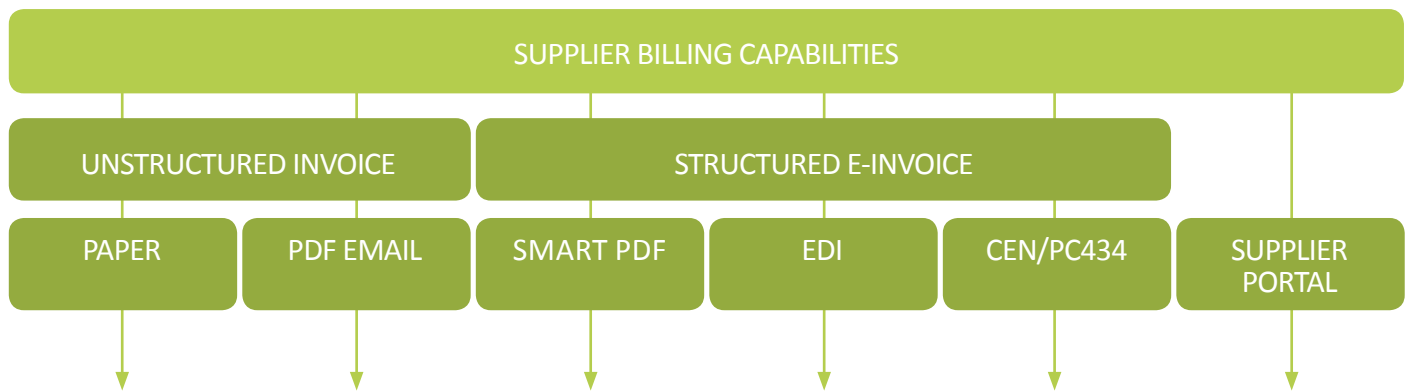 SUPPLIER BILLING CAPABILITIES
UNSTRUCTURED INVOICE
STRUCTURED E-INVOICE
PAPER
PDF EMAIL
SMART PDF
EDI
CEN/PC434
SUPPLIER
PORTAL